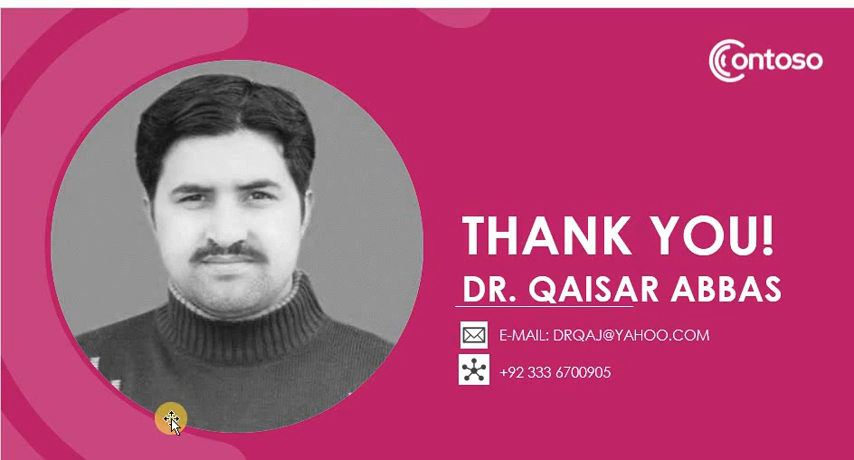 Contoso
THANK YOU!
DR. QAISAR ABBAS
E-MAIL: DRQAJ@YAHOO.COM
+92 333 6700905